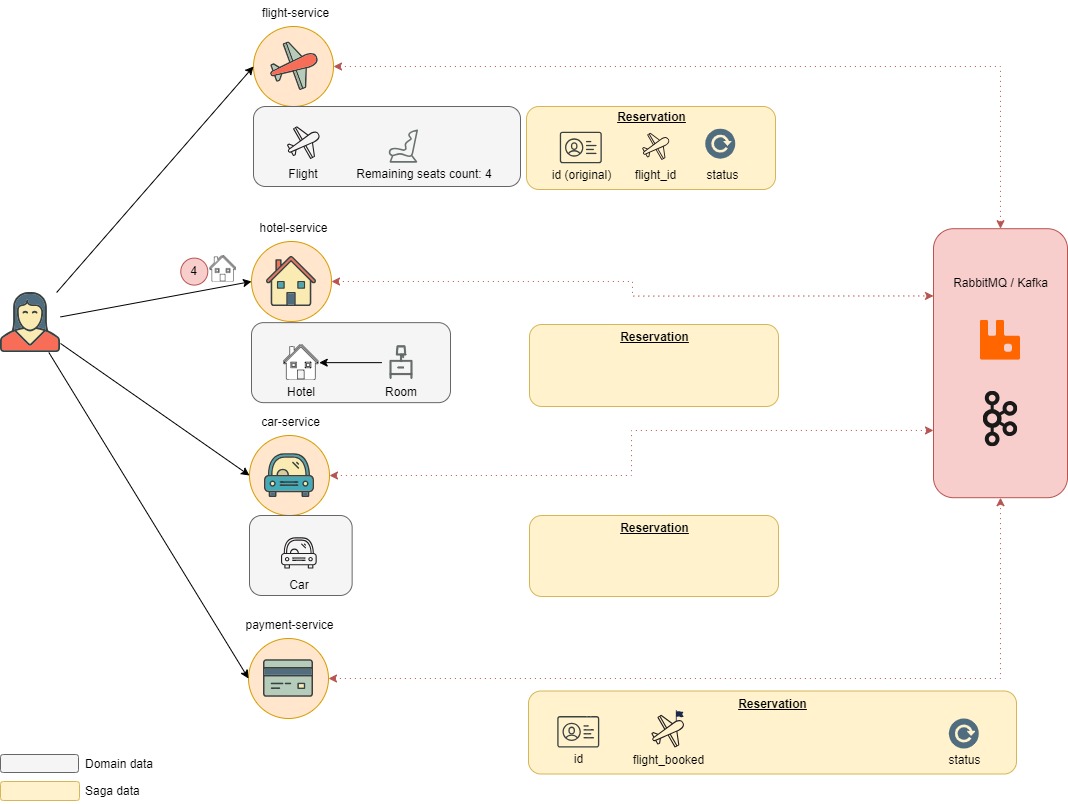 flight-service
Reservation
Flight
Remaining seats count: 4
id (original)
flight_id
status
hotel-service
4
RabbitMQ / Kafka
Reservation
Hotel
Room
car-service
Reservation
Car
payment-service
Reservation
id
flight_booked
status
Domain data
Saga data